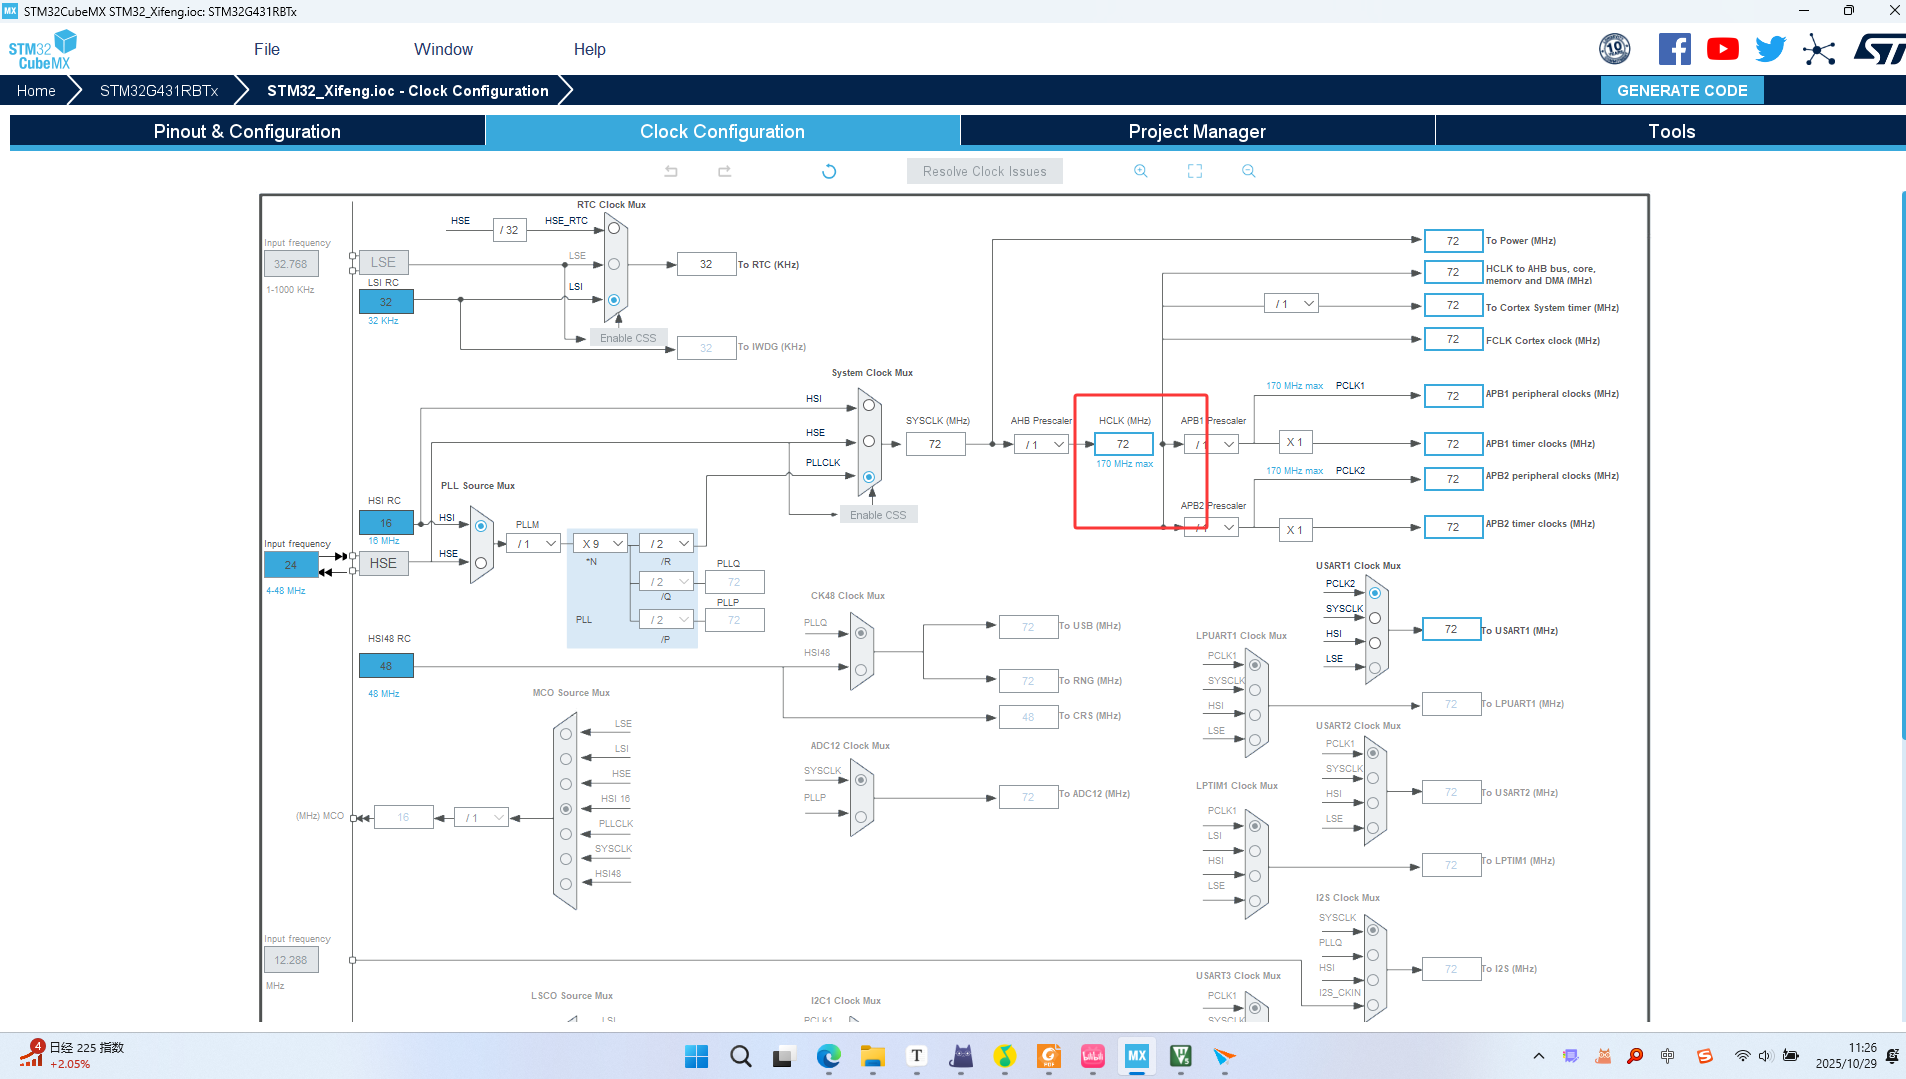 STM32CubeMX STM32_Xifeng.ioc: STM32G431RBTx
STM32
CubeMX
File
Window
Help
Home
STM32G431RBTx
STM32_Xifeng.ioc - Clock Configuration
GENERATE CODE
Pinout & Configuration
Clock Configuration
Project Manager
Tools
Resolve Clock Issues
RTC Clock Mux
HSE
/ 32
HSE_RTC
Input frequency
32.768
1-1000 KHz
LSE
LSE
LSI RC
32
32 KHz
LSI
32
To RTC (KHz)
Enable CSS
32
To IWDG (KHz)
72
To Power (MHz)
72
HCLK to AHB bus, core,
memory and DMA (MHz)
/ 1
72
To Cortex System timer (MHz)
72
FCLK Cortex clock (MHz)
System Clock Mux
HSI
HSE
PLLCLK
SYSCLK (MHz)
72
Enable CSS
AHB Prescaler
/ 1
HCLK (MHz)
72
170 MHz max
APB1 Prescaler
/ 1
170 MHz max
PCLK1
72
APB1 peripheral clocks (MHz)
X 1
72
APB1 timer clocks (MHz)
170 MHz max
PCLK2
72
APB2 peripheral clocks (MHz)
APB2 Prescaler
/ 1
X 1
72
APB2 timer clocks (MHz)
PLL Source Mux
HSI RC
16
16 MHz
HSI
HSE
Input frequency
24
4-48 MHz
HSE
PLLM
/ 1
X 9
*N
/ 2
/R
/ 2
/Q
/ 2
/P
PLL
PLLQ
72
PLLP
72
HSI48 RC
48
48 MHz
CK48 Clock Mux
PLLQ
HSI48
72
To USB (MHz)
72
To RNG (MHz)
48
To CRS (MHz)
MCO Source Mux
LSE
LSI
HSE
HSI 16
PLLCLK
SYSCLK
HSI48
(MHz) MCO
16
/ 1
ADC12 Clock Mux
SYSCLK
PLLP
72
To ADC12 (MHz)
USART1 Clock Mux
PCLK2
SYSCLK
HSI
LSE
72
To USART1 (MHz)
LPUART1 Clock Mux
PCLK1
SYSCLK
HSI
LSE
72
To LPUART1 (MHz)
USART2 Clock Mux
PCLK1
SYSCLK
HSI
LSE
72
To USART2 (MHz)
LPTIM1 Clock Mux
PCLK1
LSI
HSI
LSE
72
To LPTIM1 (MHz)
I2S Clock Mux
SYSCLK
PLLQ
HSI
I2S_CKIN
72
To I2S (MHz)
Input frequency
12.288
MHz
LSCO Source Mux
LSI
I2C1 Clock Mux
PCLK1
USART3 Clock Mux
PCLK1
SYSCLK
4
日经 225 指数
+2.05%
中
11:26
2025/10/29